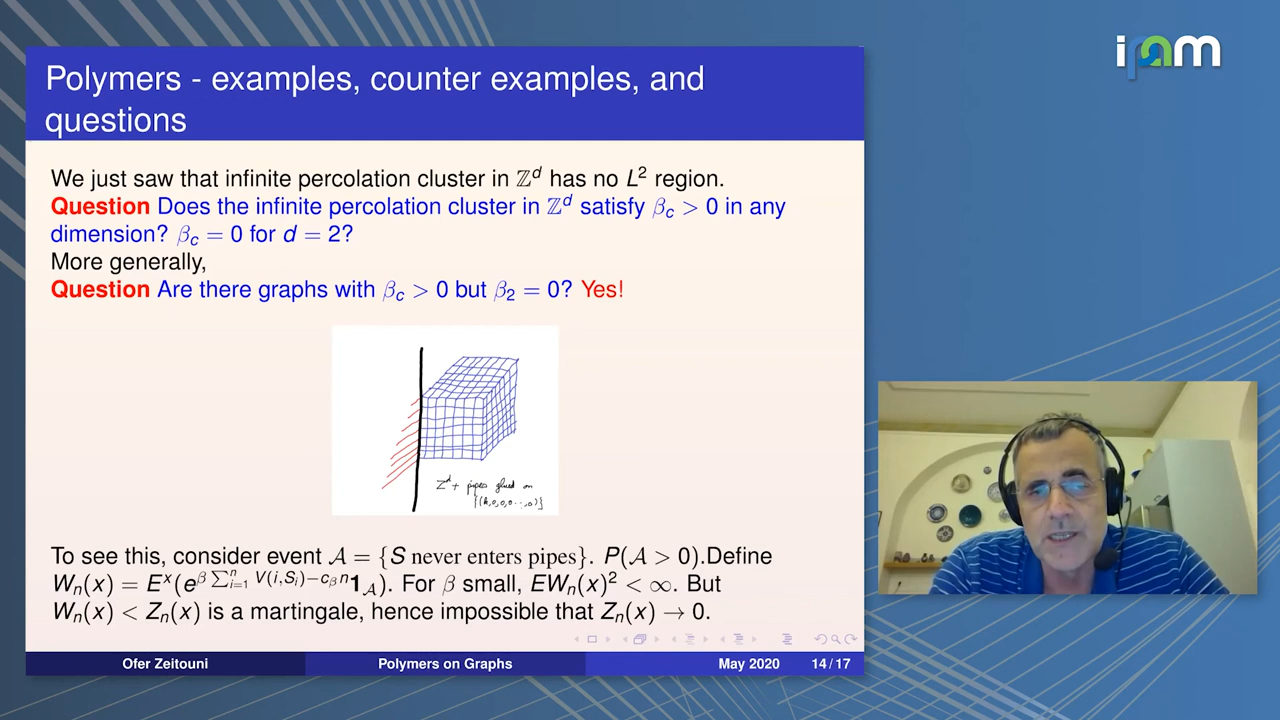 ipam
Polymers - examples, counter examples, and
questions
We just saw that infinite percolation cluster in ℤ^d has no L² region.
Question Does the infinite percolation cluster in ℤ^d satisfy β_c > 0 in any
dimension? β_c = 0 for d = 2?
More generally,
Question Are there graphs with β_c > 0 but β_2 = 0? Yes!
Z^d + pipes glued on
{(k,0,0,0...,0)}
To see this, consider event 𝒜 = {S never enters pipes}. P(𝒜 > 0).Define
W_n(x) = E^x(e^{β ∑_{i=1}^n V(i,S_i)−c_β n} 1_𝒜). For β small, EW_n(x)² < ∞. But
W_n(x) < Z_n(x) is a martingale, hence impossible that Z_n(x) → 0.
Ofer Zeitouni Polymers on Graphs May 2020 14/17